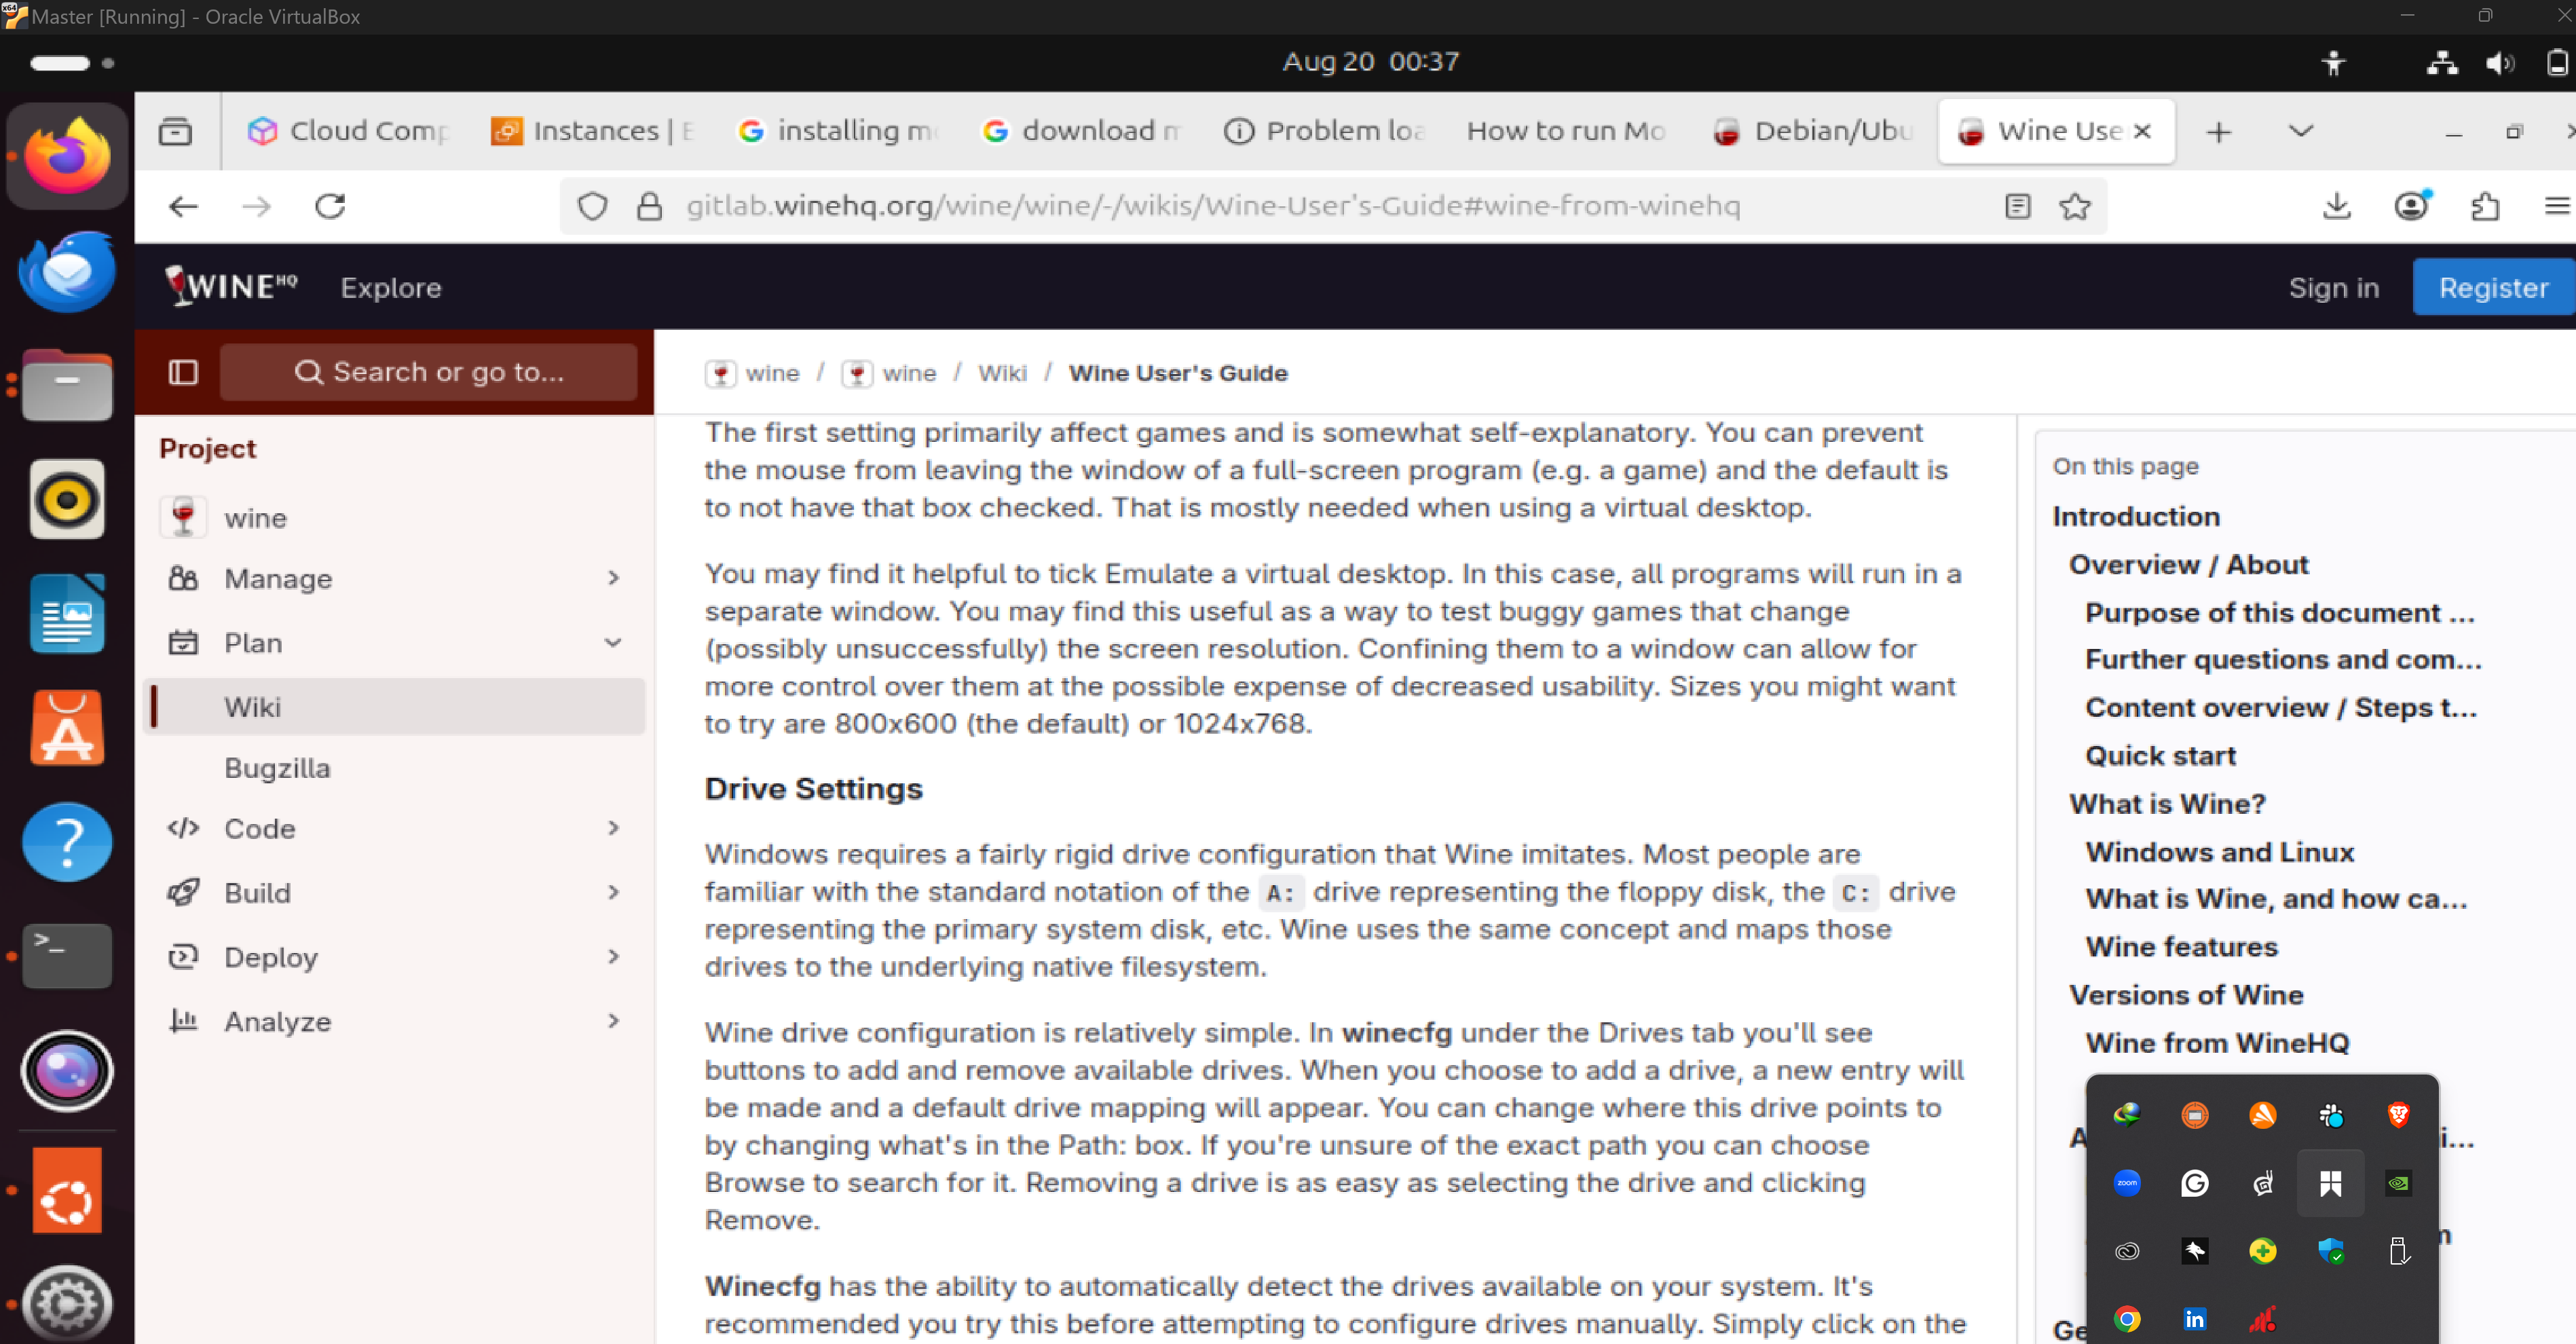 Master [Running] - Oracle VirtualBox
Aug 20 00:37
Cloud Comp
Instances | E
installing m
download m
Problem loa
How to run Mo
Debian/Ubu
Wine Use
gitlab.winehq.org/wine/wine/-/wikis/Wine-User's-Guide#wine-from-winehq
WINEHQ
Explore
Sign in
Register
Search or go to...
wine / wine / Wiki / Wine User's Guide
Project
wine
Manage
Plan
Wiki
Bugzilla
Code
Build
Deploy
Analyze
The first setting primarily affect games and is somewhat self-explanatory. You can prevent
the mouse from leaving the window of a full-screen program (e.g. a game) and the default is
to not have that box checked. That is mostly needed when using a virtual desktop.
You may find it helpful to tick Emulate a virtual desktop. In this case, all programs will run in a
separate window. You may find this useful as a way to test buggy games that change
(possibly unsuccessfully) the screen resolution. Confining them to a window can allow for
more control over them at the possible expense of decreased usability. Sizes you might want
to try are 800x600 (the default) or 1024x768.
Drive Settings
Windows requires a fairly rigid drive configuration that Wine imitates. Most people are
familiar with the standard notation of the A: drive representing the floppy disk, the C: drive
representing the primary system disk, etc. Wine uses the same concept and maps those
drives to the underlying native filesystem.
Wine drive configuration is relatively simple. In winecfg under the Drives tab you'll see
buttons to add and remove available drives. When you choose to add a drive, a new entry will
be made and a default drive mapping will appear. You can change where this drive points to
by changing what's in the Path: box. If you're unsure of the exact path you can choose
Browse to search for it. Removing a drive is as easy as selecting the drive and clicking
Remove.
Winecfg has the ability to automatically detect the drives available on your system. It's
recommended you try this before attempting to configure drives manually. Simply click on the
On this page
Introduction
Overview / About
Purpose of this document ...
Further questions and com...
Content overview / Steps t...
Quick start
What is Wine?
Windows and Linux
What is Wine, and how ca...
Wine features
Versions of Wine
Wine from WineHQ
zoom